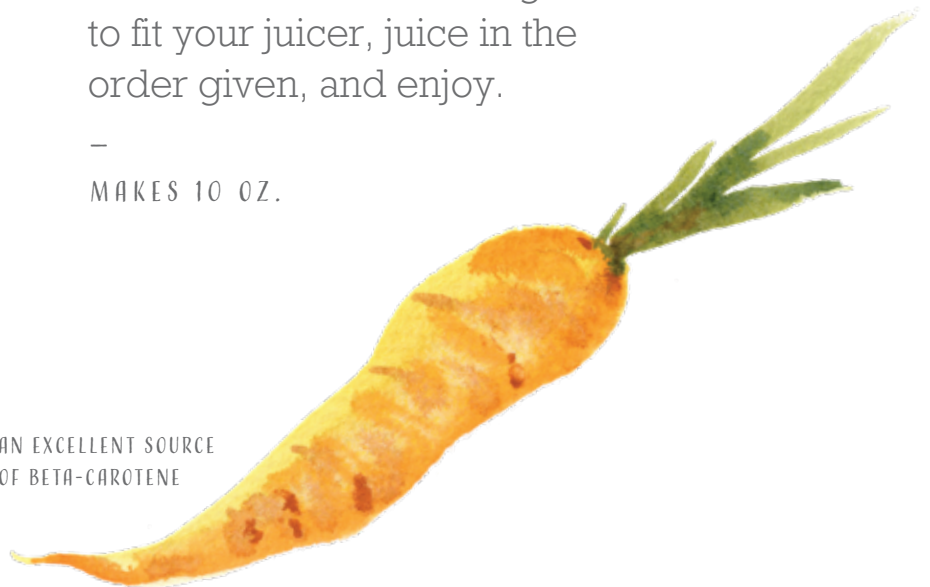 to fit your juicer, juice in the
order given, and enjoy.
–
MAKES 10 OZ.
AN EXCELLENT SOURCE
OF BETA-CAROTENE